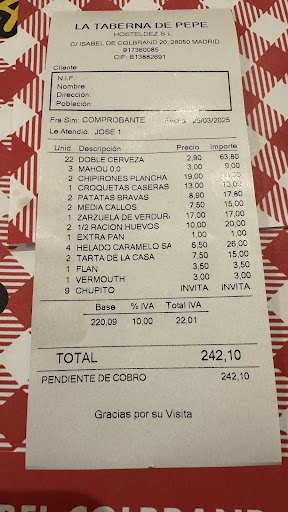 LA TABERNA DE PEPE
HOSTELDEZ S.L.
C/ ISABEL DE COLBRAND 20, 28050 MADRID
917360085
CIF: B13882691
Cliente
N.I.F.:
Nombre:
Dirección:
Población:
Fra Sim: COMPROBANTE Fecha: 25/03/2025
Le Atendió: JOSE 1
Unid. Descripción Precio Importe
22 DOBLE CERVEZA 2,90 63,80
3 MAHOU 0,0 3,00 9,00
2 CHIPIRONES PLANCHA 19,00
1 CROQUETAS CASERAS 13,00 13,00
2 PATATAS BRAVAS 8,90 17,80
2 MEDIA CALLOS 7,50 15,00
1 ZARZUELA DE VERDUR 17,00 17,00
2 1/2 RACION HUEVOS 10,00 20,00
1 EXTRA PAN 1,00 1,00
4 HELADO CARAMELO SA 6,50 26,00
2 TARTA DE LA CASA 7,50 15,00
1 FLAN 3,50 3,50
1 VERMOUTH 3,00 3,00
9 CHUPITO INVITA INVITA
Base % IVA Total IVA
220,09 10,00 22,01
TOTAL 242,10
PENDIENTE DE COBRO 242,10
Gracias por su Visita